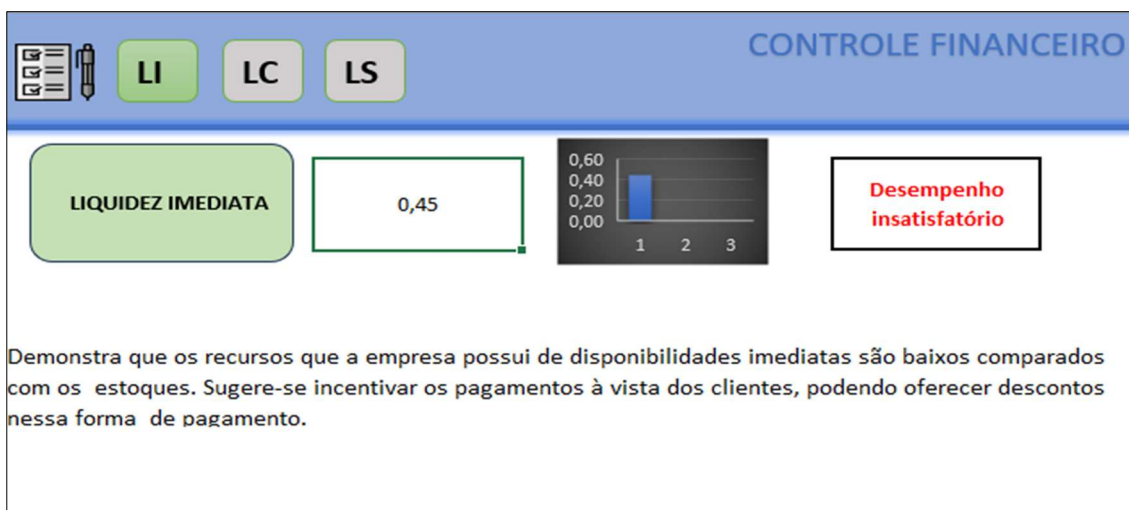 CONTROLE FINANCEIRO
LI LC LS
LIQUIDEZ IMEDIATA
0,45
0,60
0,40
0,20
0,00
1 2 3
Desempenho
insatisfatório
Demonstra que os recursos que a empresa possui de disponibilidades imediatas são baixos comparados
com os estoques. Sugere-se incentivar os pagamentos à vista dos clientes, podendo oferecer descontos
nessa forma de pagamento.